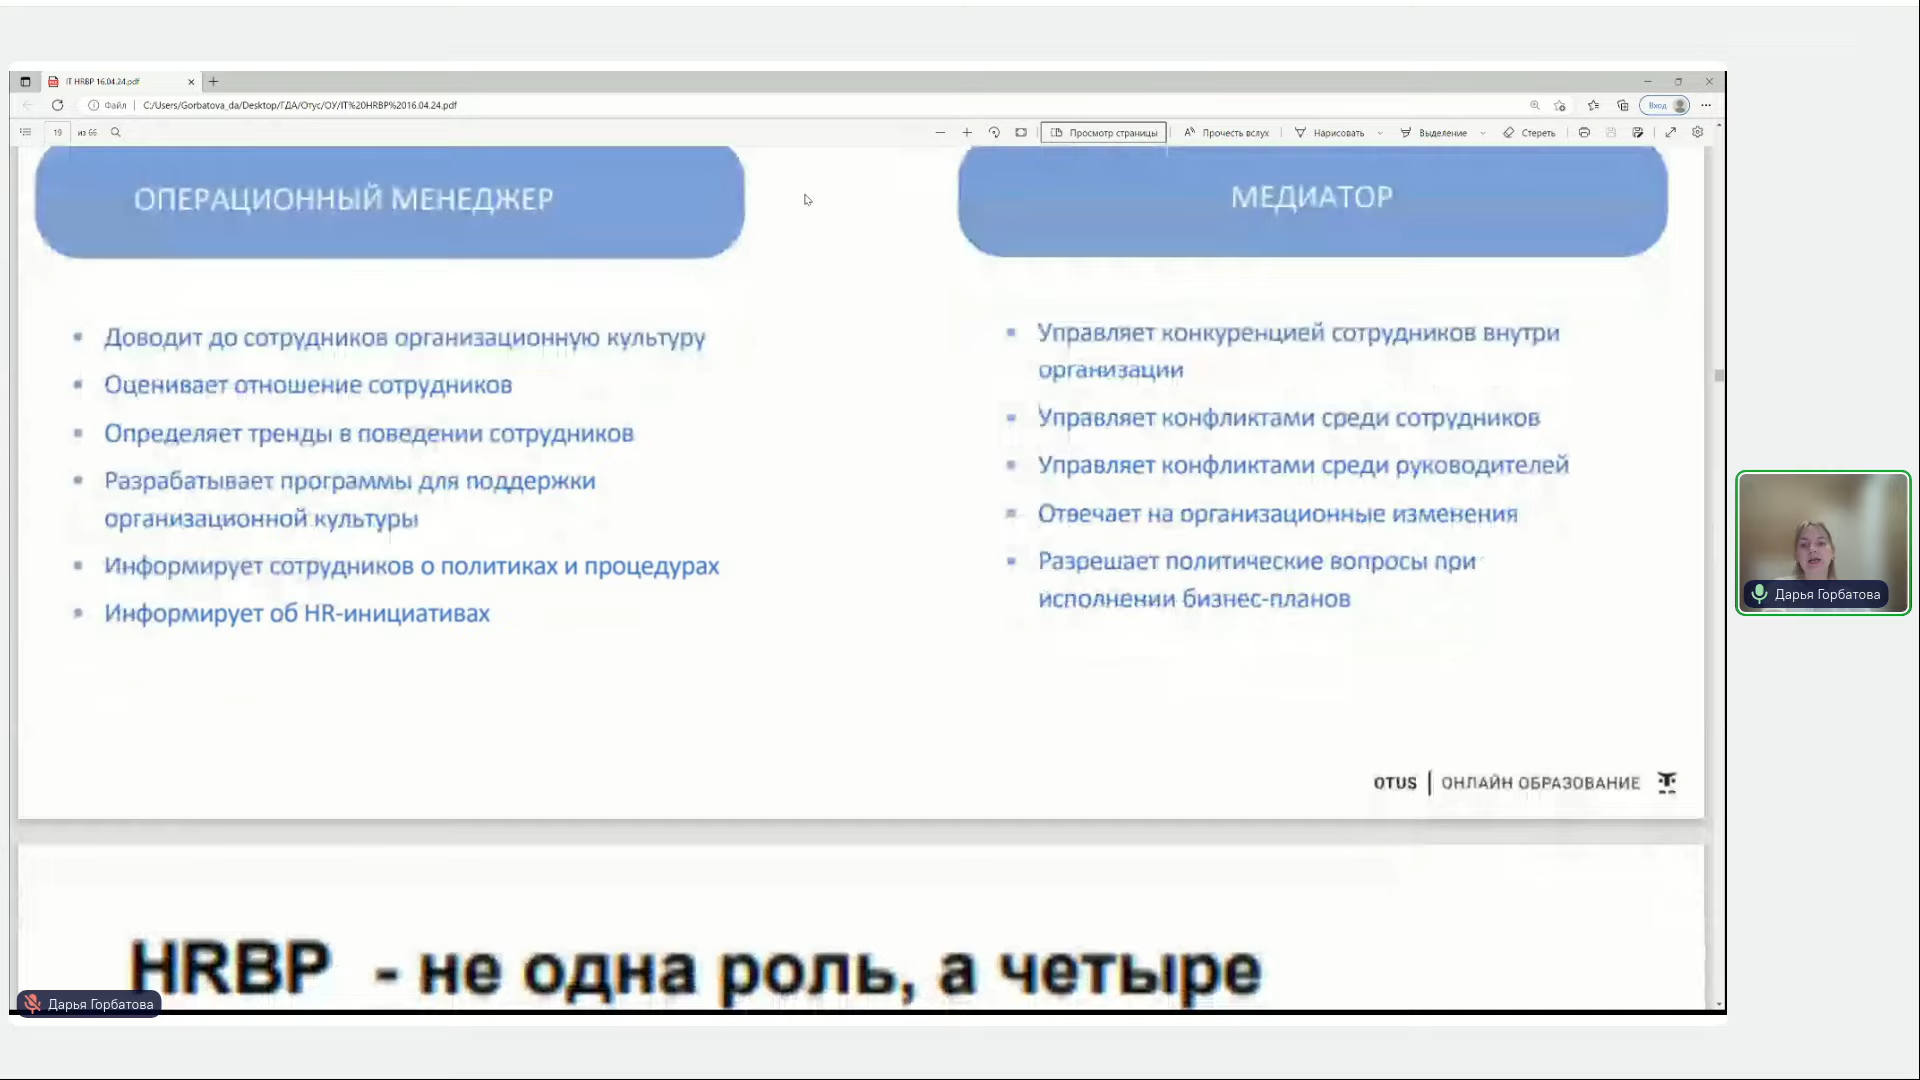 IT HRBP 16.04.24.pdf
Файл
C:/Users/Gorbatova_da/Desktop/ГДА/Отус/ОУ/IT%20HRBP%2016.04.24.pdf
Вход
19 из 66
Просмотр страницы
Прочесть вслух
Нарисовать
Выделение
Стереть
ОПЕРАЦИОННЫЙ МЕНЕДЖЕР
Доводит до сотрудников организационную культуру
Оценивает отношение сотрудников
Определяет тренды в поведении сотрудников
Разрабатывает программы для поддержки
организационной культуры
Информирует сотрудников о политиках и процедурах
Информирует об HR-инициативах
МЕДИАТОР
Управляет конкуренцией сотрудников внутри
организации
Управляет конфликтами среди сотрудников
Управляет конфликтами среди руководителей
Отвечает на организационные изменения
Разрешает политические вопросы при
исполнении бизнес-планов
OTUS | ОНЛАЙН ОБРАЗОВАНИЕ
HRBP - не одна роль, а четыре
Дарья Горбатова
Дарья Горбатова